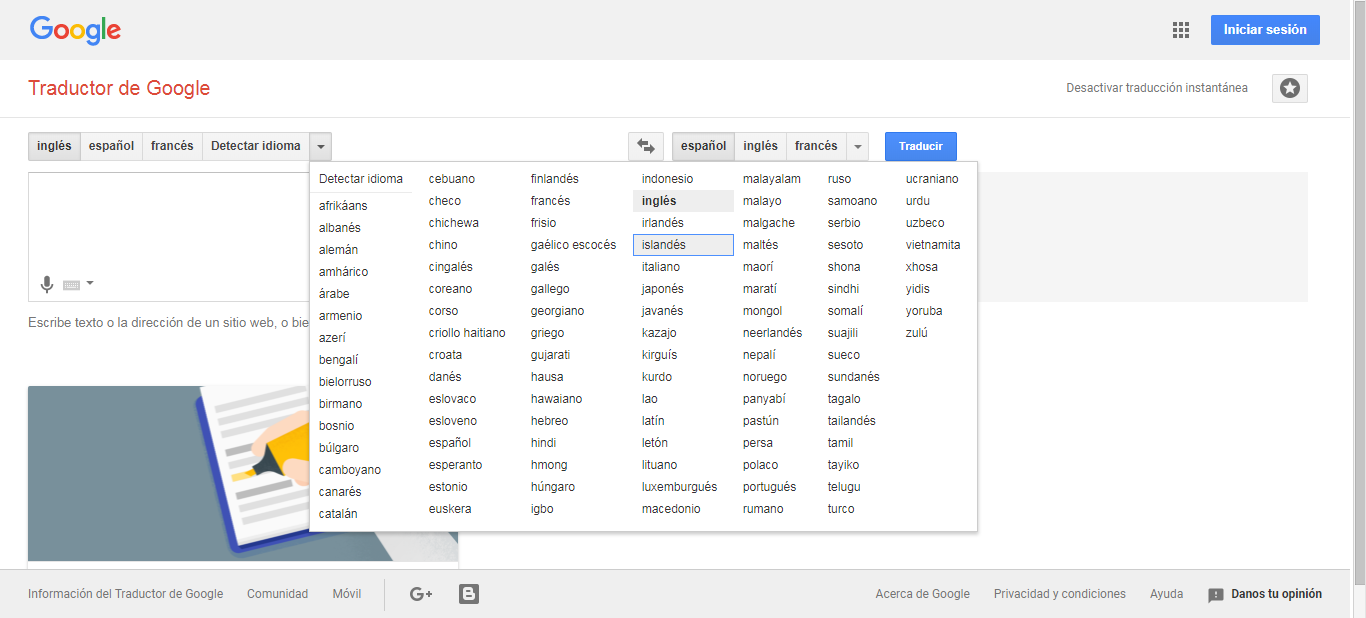 Google
Iniciar sesión
Traductor de Google
Desactivar traducción instantánea
inglés español francés Detectar idioma
español inglés francés
Traducir
Detectar idioma
afrikáans
albanés
alemán
amhárico
árabe
armenio
azerí
bengalí
bielorruso
birmano
bosnio
búlgaro
camboyano
canarés
catalán
cebuano
checo
chichewa
chino
cingalés
coreano
corso
criollo haitiano
croata
danés
eslovaco
esloveno
español
esperanto
estonio
euskera
finlandés
francés
frisio
gaélico escocés
galés
gallego
georgiano
griego
gujarati
hausa
hawaiano
hebreo
hindi
hmong
húngaro
igbo
indonesio
inglés
irlandés
islandés
italiano
japonés
javanés
kazajo
kirguís
kurdo
lao
latín
letón
lituano
luxemburgués
macedonio
malayalam
malayo
malgache
maltés
maorí
maratí
mongol
neerlandés
nepalí
noruego
panyabí
pastún
persa
polaco
portugués
rumano
ruso
samoano
serbio
sesoto
shona
sindhi
somalí
suajili
sueco
sundanés
tagalo
tailandés
tamil
tayiko
telugu
turco
ucraniano
urdu
uzbeco
vietnamita
xhosa
yidis
yoruba
zulú
Escribe texto o la dirección de un sitio web, o bie
Información del Traductor de Google Comunidad Móvil G+ B
Acerca de Google Privacidad y condiciones Ayuda Danos tu opinión